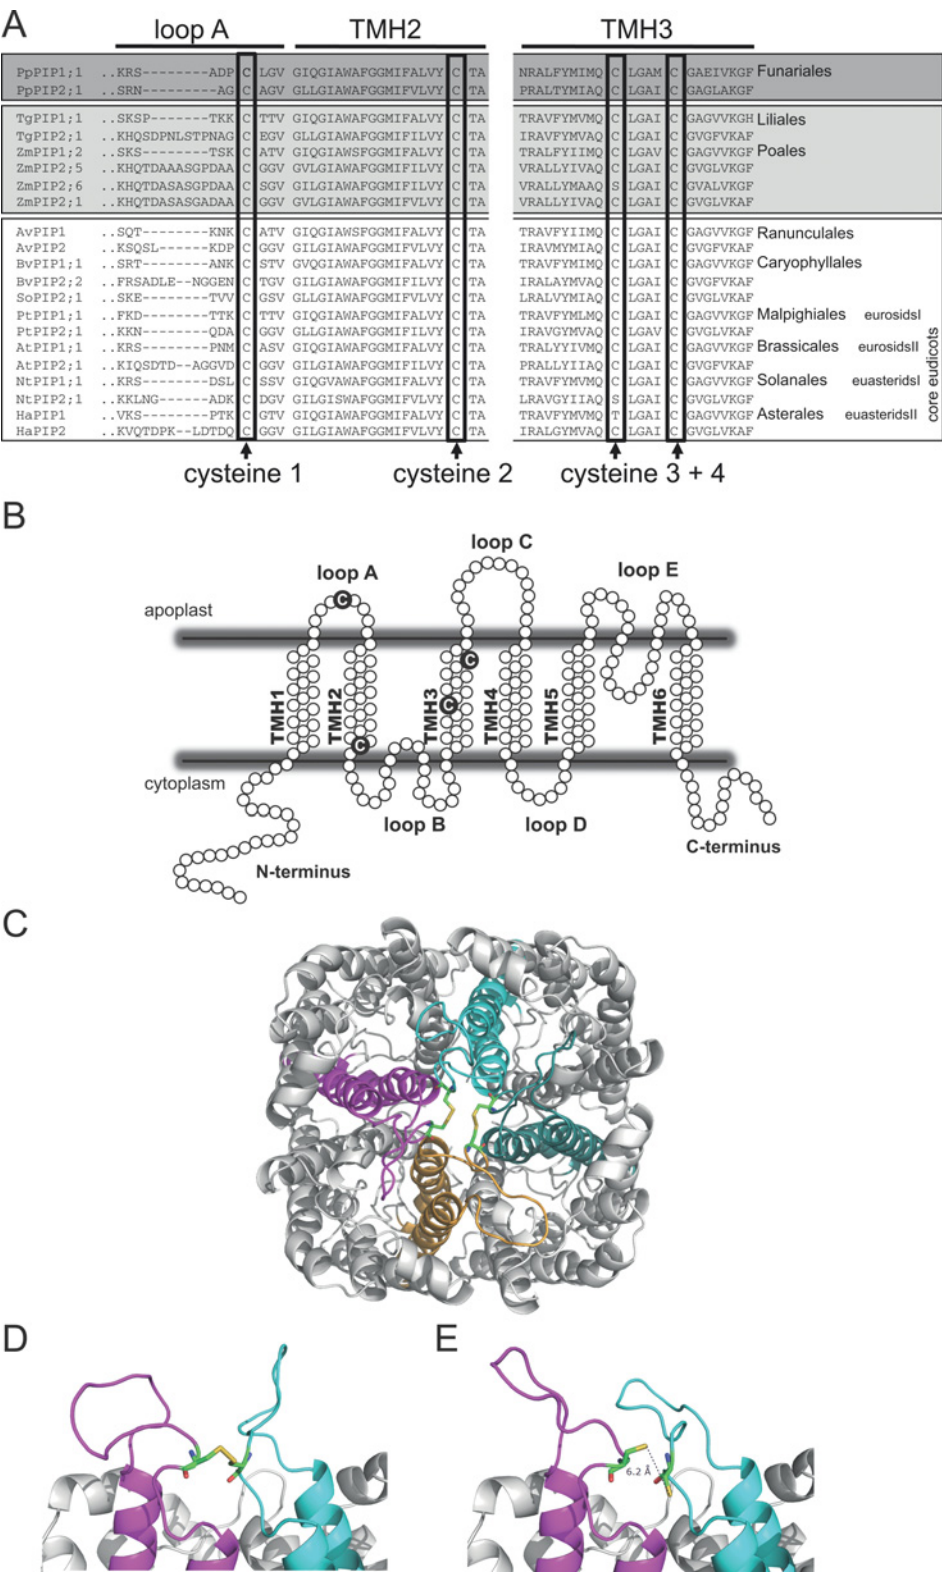 A
loop A TMH2 TMH3
PpPIP1;1 ..KRS--------ADP C LGV GIQGIAWAFGGMIFALVY C TA NRALFYMIMQ C LGAM C GAEIVKGF Funariales
PpPIP2;1 ..SRN---------AG C AGV GLLGIAWSFGGMIFALVY C TA PRALTYMIAQ C LGAI C GAGLAKGF
TgPIP1;1 ..SKSP-------TKK C TTV GIQGIAWAFGGMIFALVY C TA TRAVFYMVMQ C LGAI C GAGVVKGH Liliales
TgPIP2;1 ..KHQSDPNLSTPNAG C EGV GLLGIAWAFGGMIFALVY C TA IRAVFYMVAQ C LGAI C GVGLVKGF
ZmPIP1;2 ..SKS--------TSK C ATV GIQGIAWSFGGMIFALVY C TA TRALFYIIMQ C LGAV C GAGVVKGF Poales
ZmPIP2;5 ..KHQTDAAASGPDAA C GGV GVLGIAWAFGGMIFILVY C TA VRALLYIVAQ C LGAI C GVGLVKGF
ZmPIP2;6 ..KHQTDASASGPDAA C SGV GVLGIAWAFGGMIFVLVY C TA VRALLYMAAQ S LGAI C GVALVKGF
ZmPIP2;1 ..KHQTDASASGADAA C GGV GILGIAWAFGGMIFILVY C TA VRALLYIVAQ C LGAI C GVGLVKAF
AvPIP1 ..SQT--------KNK C ATV GIQGIAWSFGGMIFALVY C TA TRAVFYIIMQ C LGAI C GAGVVKGF Ranunculales
AvPIP2 ..KSQSL------KDP C GGV GILGIAWAFGGMIFILVY C TA IRAVMYMIAQ C LGAI C GVGFVKAF
BvPIP1;1 ..SRT--------ANK C STV GVQGIAWAFGGMIFALVY C TA TRAVFYMIMQ C LGAI C GAGVVKGF Caryophyllales
BvPIP2;2 ..FRSADLE--NGGEN C TGV GILGIAWAFGGMIFVLVY C TA IRALAYMVAQ C LGAI C GVGLVKAF
SoPIP2;1 ..SKE--------TVV C GSV GLLGIAWAFGGMIFVLVY C TA LRALVYMIAQ C LGAI C GVGLVKAF
PtPIP1;1 ..FKD--------TTK C TTV GIQGIAWAFGGMIFALVY C TA TRAVFYMLMQ C LGAI C GAGVVKGF Malpighiales eurosidsI
PtPIP2;1 ..KKN--------QDA C GGV GLLGIAWAFGGMIFILVY C TA IRAVGYMVAQ C LGAI C GVGFVKAF
AtPIP1;1 ..KRS--------PNM C ASV GIQGIAWAFGGMIFALVY C TA TRALYYIVMQ C LGAI C GAGVVKGF Brassicales eurosidsII
AtPIP2;1 ..KIQSDTD--AGGVD C GGV GILGIAWAFGGMIFILVY C TA PRALLYIIAQ C LGAI C GVGFVKAF
NtPIP1;1 ..KRS--------DSL C SSV GIQGVAWAFGGMIFALVY C TA TRAVFYMVMQ C LGAI C GAGVVKGF Solanales euasteridsI
NtPIP2;1 ..KKLNG------ADK C DGV GILGISWAFGGMIFVLVY C TA LRAVGYIIAQ S LGAI C GVGLVKAF
HaPIP1 ..VKS--------PTK C GTV GIQGIAWAFGGMIFALVY C TA TRAVFYMVMQ T LGAI C GAGVVKGF Asterales euasteridsII
HaPIP2 ..KVQTDPK--LDTDQ C GGV GILGIAWAFGGMIFILVY C TA IRALGYMVAQ C LGAI C GVGLVKAF
core eudicots
cysteine 1 cysteine 2 cysteine 3 + 4
B
loop C
loop A loop E
apoplast
C
C
TMH1 TMH2 TMH3 TMH4 TMH5 TMH6
C
C
cytoplasm
loop B loop D
C-terminus
N-terminus
C
D E
6.2 Å